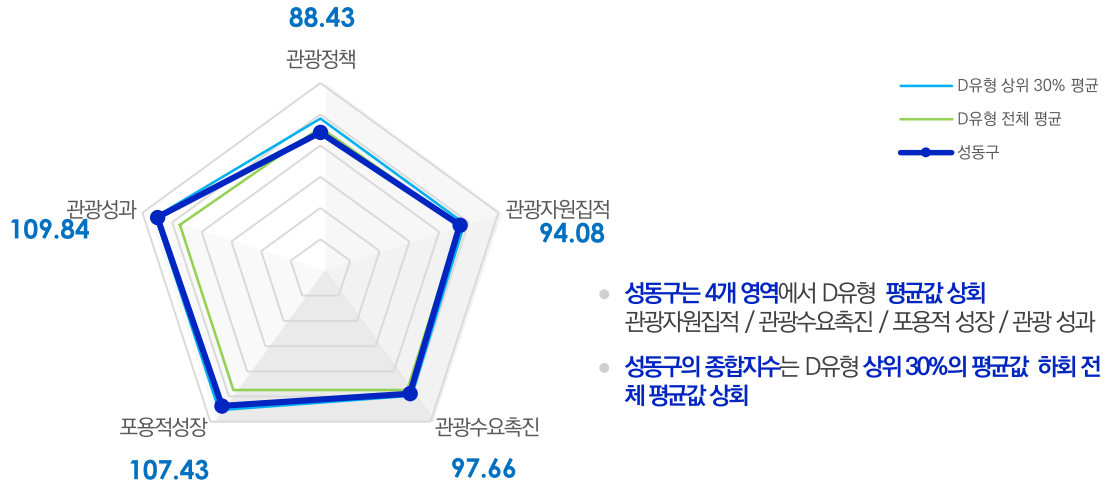 88.43
관광정책
D유형 상위 30% 평균
D유형 전체 평균
성동구
관광성과
109.84
관광자원집적
94.08
성동구는 4개 영역에서 D유형 평균값 상회
관광자원집적 / 관광수요촉진 / 포용적 성장 / 관광 성과
성동구의 종합지수는 D유형 상위 30%의 평균값 하회 전
체 평균값 상회
포용적성장
107.43
관광수요촉진
97.66